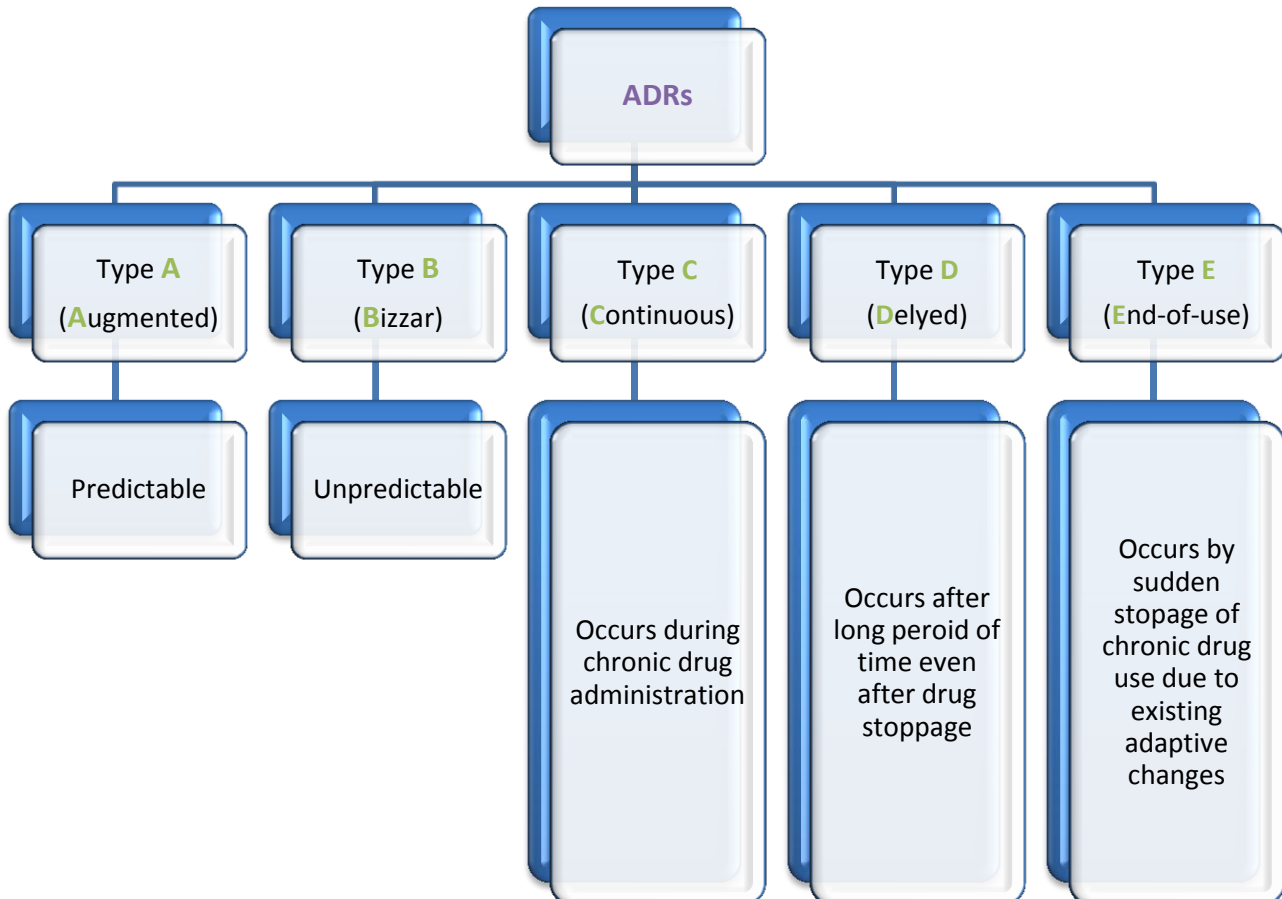 ADRs
Type A
(Augmented)
Type B
(Bizzar)
Type C
(Continuous)
Type D
(Delyed)
Type E
(End-of-use)
Predictable
Unpredictable
Occurs during
chronic drug
administration
Occurs after
long peroid of
time even
after drug
stoppage
Occurs by
sudden
stopage of
chronic drug
use due to
existing
adaptive
changes